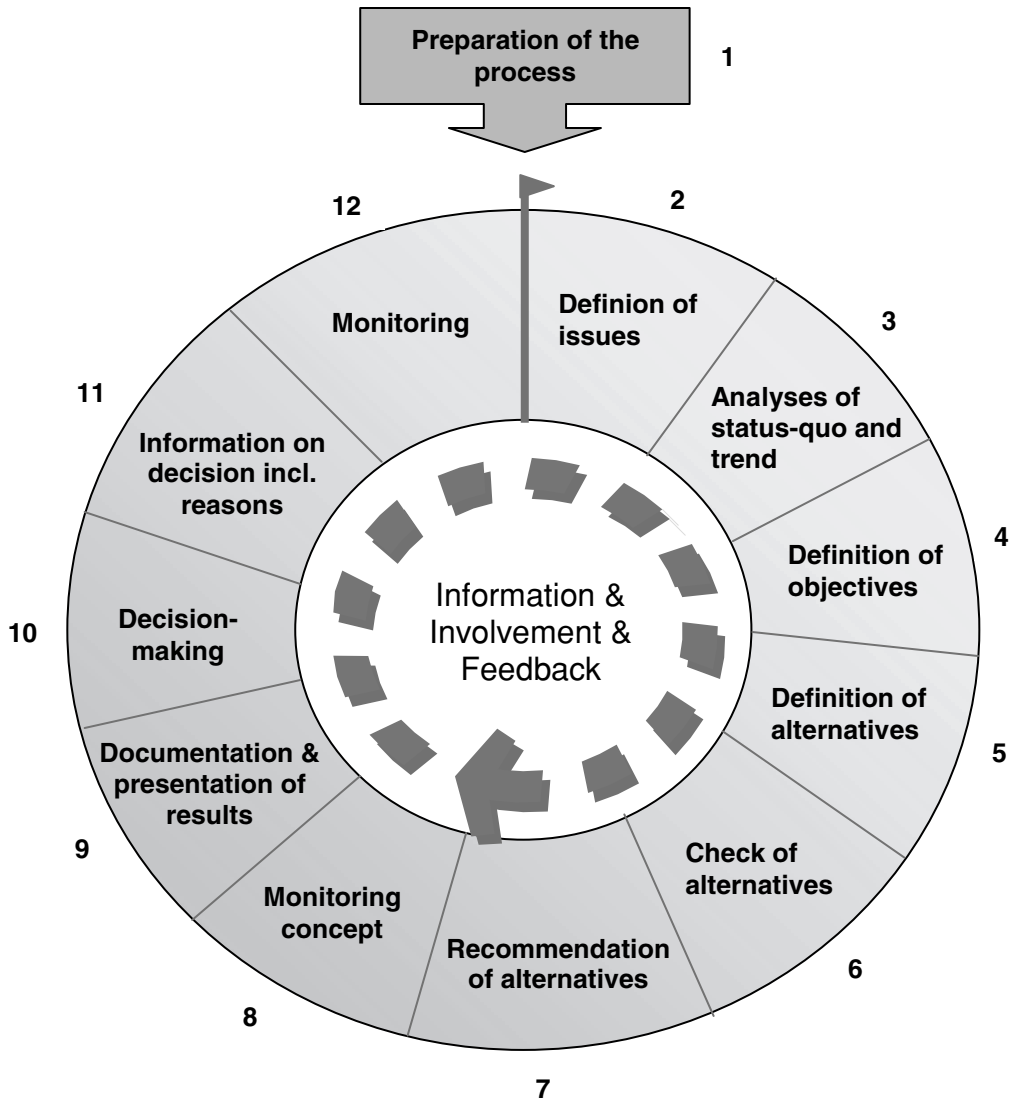 Preparation of the
process
1
2
Definion of
issues
3
Analyses of
status-quo and
trend
4
Definition of
objectives
5
Definition of
alternatives
6
Check of
alternatives
7
Recommendation
of alternatives
8
Monitoring
concept
9
Documentation &
presentation of
results
10
Decision-
making
11
Information on
decision incl.
reasons
12
Monitoring
Information &
Involvement &
Feedback